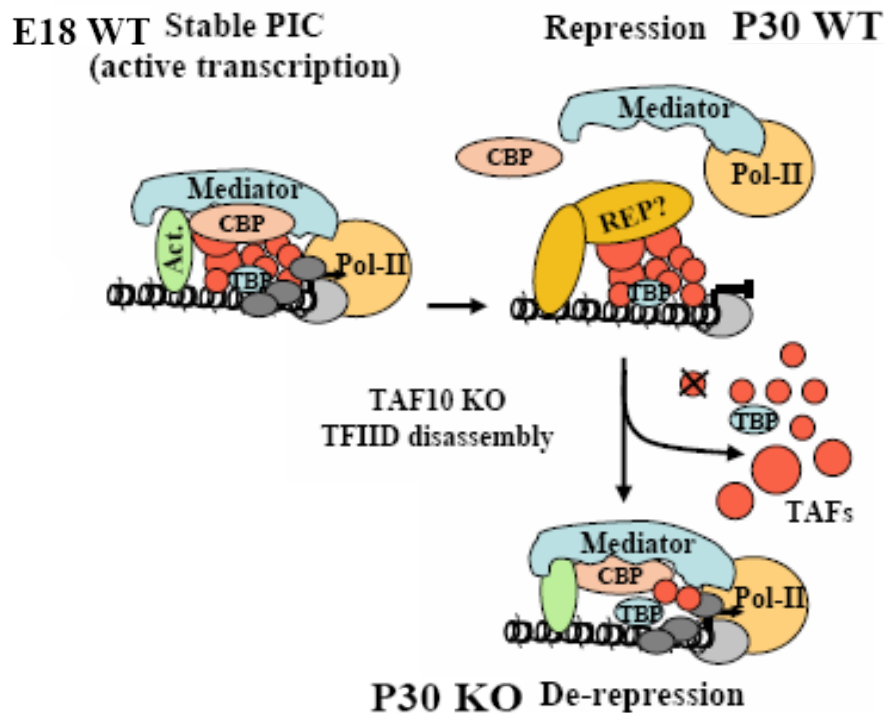 E18 WT Stable PIC
(active transcription)
Repression P30 WT
Mediator
CBP
Pol-II
Mediator
CBP
Act.
TBP
Pol-II
REP?
TBP
TAF10 KO
TFIID disassembly
TBP
TAFs
Mediator
CBP
TBP
Pol-II
P30 KO De-repression